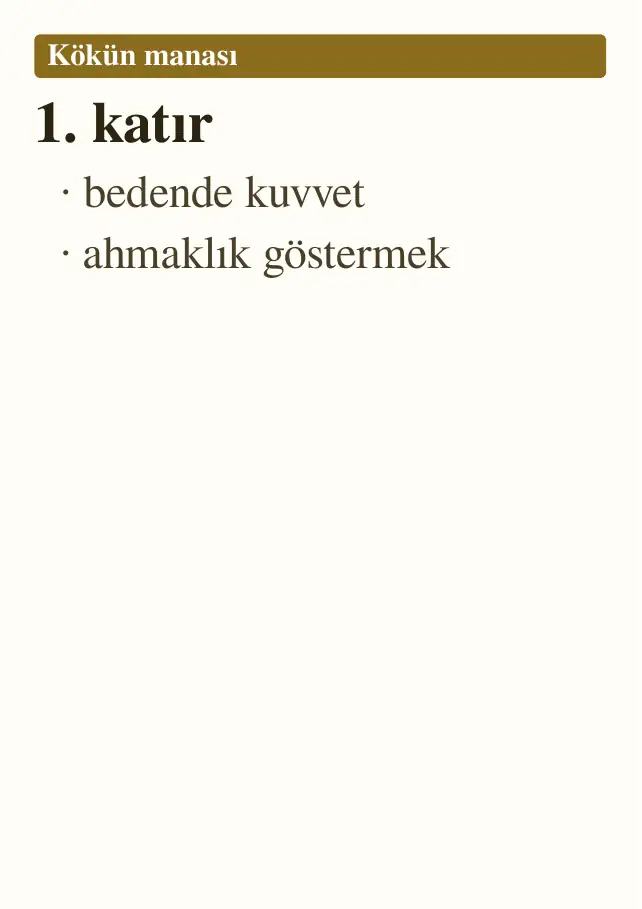 Kökün manası
1. katır
· bedende kuvvet
· ahmaklık göstermek